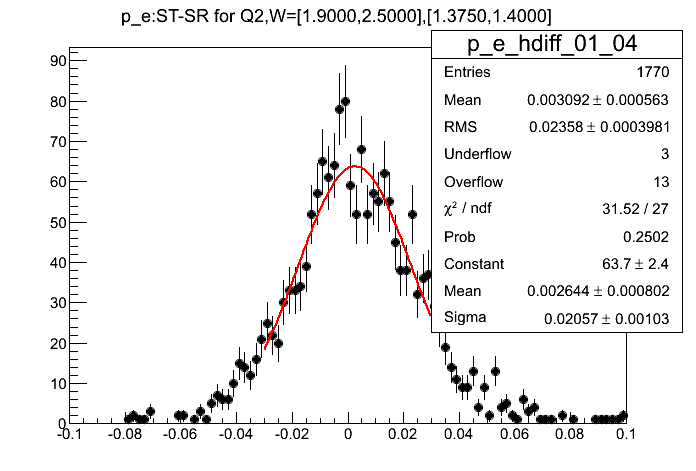 p_e:ST-SR for Q2,W=[1.9000,2.5000],[1.3750,1.4000]
p_e_hdiff_01_04
Entries 1770
Mean 0.003092 ± 0.000563
RMS 0.02358 ± 0.0003981
Underflow 3
Overflow 13
χ² / ndf 31.52 / 27
Prob 0.2502
Constant 63.7 ± 2.4
Mean 0.002644 ± 0.000802
Sigma 0.02057 ± 0.00103
90
80
70
60
50
40
30
20
10
0
-0.1 -0.08 -0.06 -0.04 -0.02 0 0.02 0.04 0.06 0.08 0.1